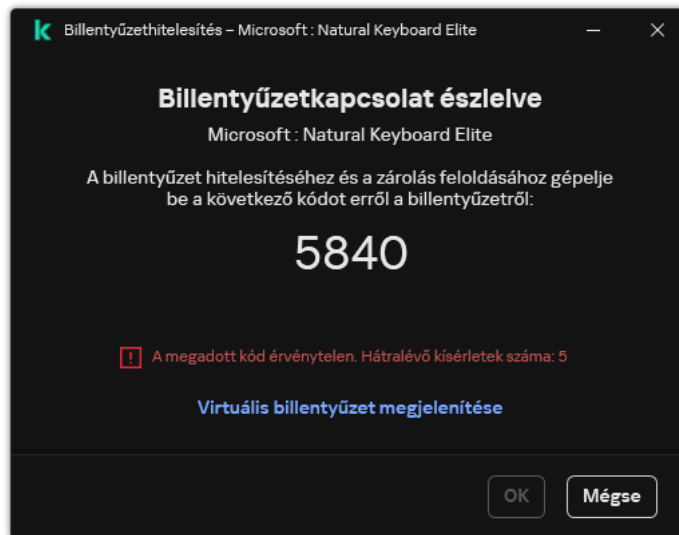 Billentyűzethitelesítés – Microsoft : Natural Keyboard Elite
Billentyűzetkapcsolat észlelve
Microsoft : Natural Keyboard Elite
A billentyűzet hitelesítéséhez és a zárolás feloldásához gépelje
be a következő kódot erről a billentyűzetről:
5840
A megadott kód érvénytelen. Hátralévő kísérletek száma: 5
Virtuális billentyűzet megjelenítése
OK
Mégse